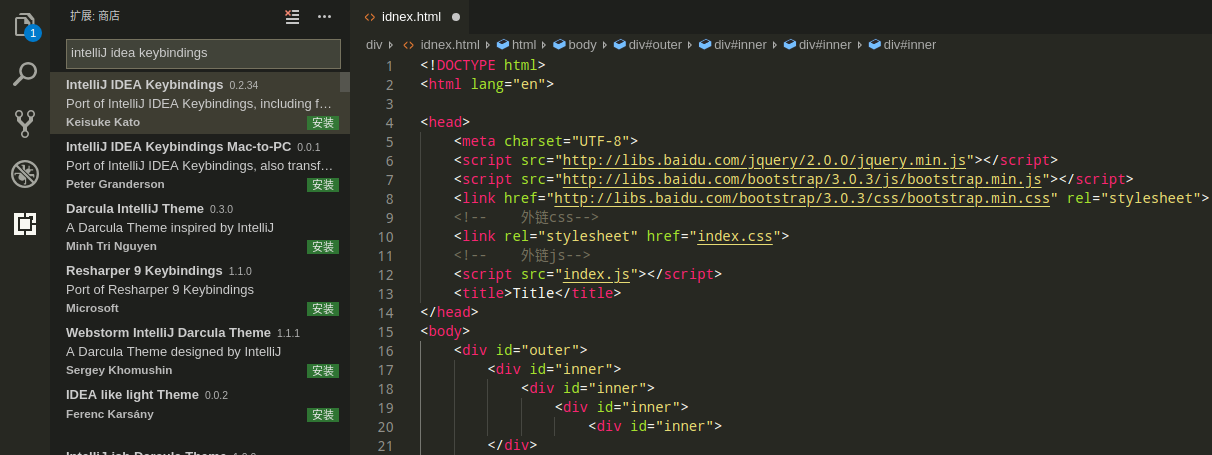 1
扩展: 商店
intelliJ idea keybindings
IntelliJ IDEA Keybindings 0.2.34
Port of IntelliJ IDEA Keybindings, including f…
Keisuke Kato 安装
IntelliJ IDEA Keybindings Mac-to-PC 0.0.1
Port of IntelliJ IDEA Keybindings, also transf…
Peter Granderson 安装
Darcula IntelliJ Theme 0.3.0
A Darcula Theme inspired by IntelliJ
Minh Tri Nguyen 安装
Resharper 9 Keybindings 1.1.0
Port of Resharper 9 Keybindings
Microsoft 安装
Webstorm IntelliJ Darcula Theme 1.1.1
A Darcula Theme designed by IntelliJ
Sergey Khomushin 安装
IDEA like light Theme 0.0.2
Ferenc Karsány 安装
idnex.html
div idnex.html html body div#outer div#inner div#inner div#inner
1 <!DOCTYPE html>
2 <html lang="en">
3
4 <head>
5 <meta charset="UTF-8">
6 <script src="http://libs.baidu.com/jquery/2.0.0/jquery.min.js"></script>
7 <script src="http://libs.baidu.com/bootstrap/3.0.3/js/bootstrap.min.js"></script>
8 <link href="http://libs.baidu.com/bootstrap/3.0.3/css/bootstrap.min.css" rel="stylesheet">
9 <!-- 外链css-->
10 <link rel="stylesheet" href="index.css">
11 <!-- 外链js-->
12 <script src="index.js"></script>
13 <title>Title</title>
14 </head>
15 <body>
16 <div id="outer">
17 <div id="inner">
18 <div id="inner">
19 <div id="inner">
20 <div id="inner">
21 </div>